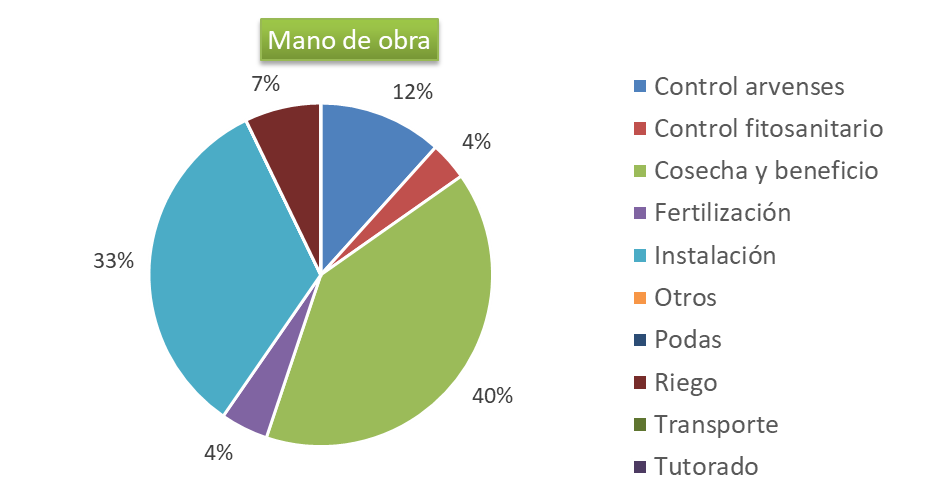 Mano de obra
7%
12%
4%
33%
40%
4%
Control arvenses
Control fitosanitario
Cosecha y beneficio
Fertilización
Instalación
Otros
Podas
Riego
Transporte
Tutorado